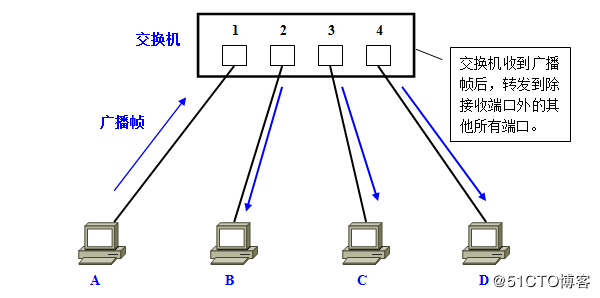 1 2 3 4
交换机
交换机收到广播
帧后，转发到除
接收端口外的其
他所有端口。
广播帧
A B C D
@51CTO博客